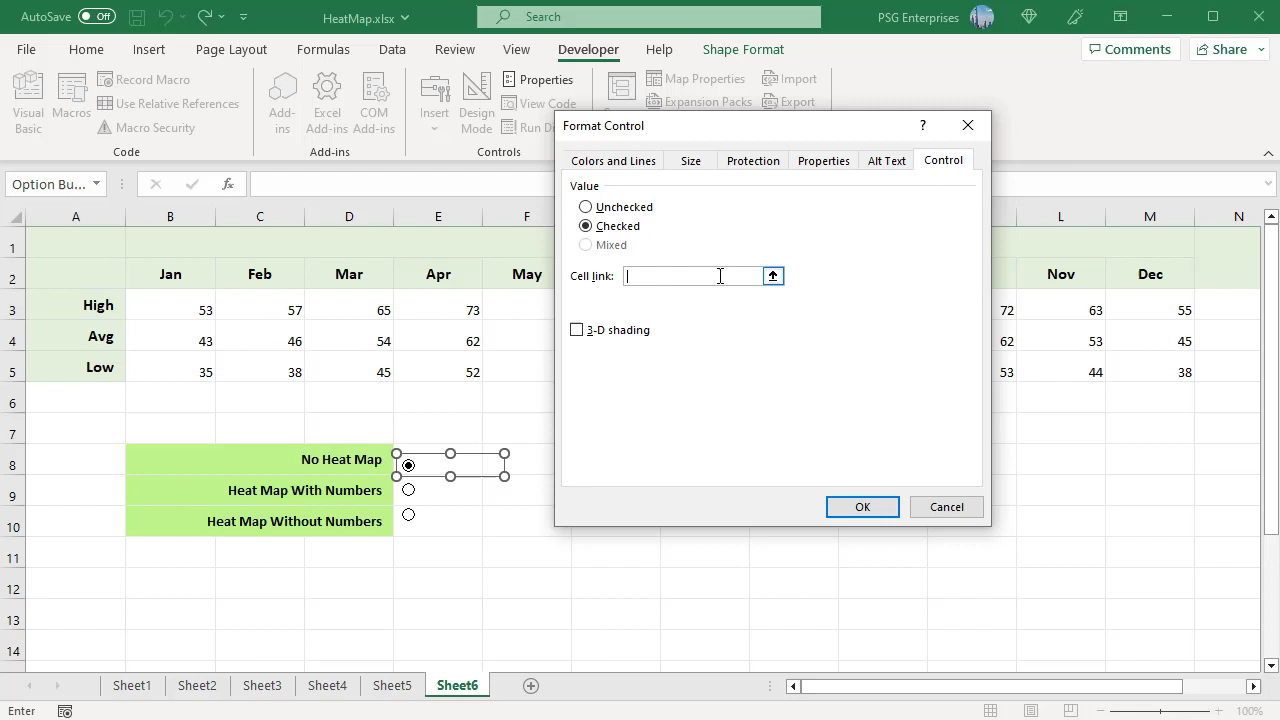 AutoSave Off HeatMap.xlsx Search PSG Enterprises
File Home Insert Page Layout Formulas Data Review View Developer Help Shape Format Comments Share
Visual Basic
Macros
Record Macro
Use Relative References
Macro Security
Code
Add-ins
Excel Add-ins
COM Add-ins
Add-ins
Insert
Design Mode
Properties
View Code
Run Di
Controls
Map Properties
Expansion Packs
Import
Export
Option Bu... fx
Format Control ?
Colors and Lines Size Protection Properties Alt Text Control
Value
Unchecked
Checked
Mixed
Cell link:
3-D shading
OK Cancel
A B C D E F L M N
1
2 Jan Feb Mar Apr May Nov Dec
3 High 53 57 65 73 72 63 55
4 Avg 43 46 54 62 62 53 45
5 Low 35 38 45 52 53 44 38
6
7
8 No Heat Map
9 Heat Map With Numbers
10 Heat Map Without Numbers
11
12
13
14
Sheet1 Sheet2 Sheet3 Sheet4 Sheet5 Sheet6
Enter 100%